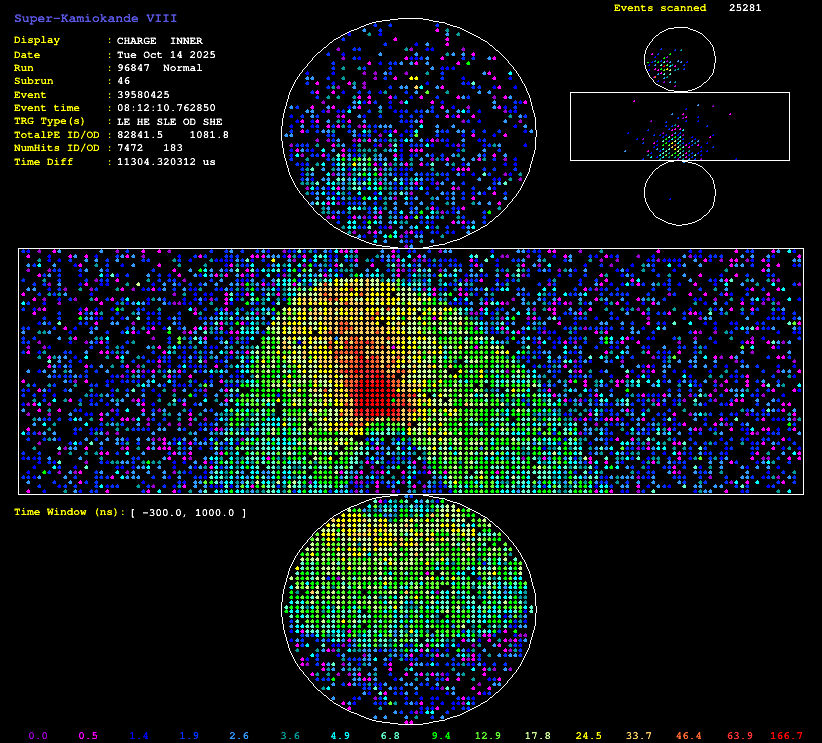 Super-Kamiokande VIII
Events scanned 25281
Display : CHARGE INNER
Date : Tue Oct 14 2025
Run : 96847 Normal
Subrun : 46
Event : 39580425
Event time : 08:12:10.762850
TRG Type(s) : LE HE SLE OD SHE
TotalPE ID/OD : 82841.5 1081.8
NumHits ID/OD : 7472 183
Time Diff : 11304.320312 us
Time Window (ns): [ -300.0, 1000.0 ]
0.0 0.5 1.4 1.9 2.6 3.6 4.9 6.8 9.4 12.9 17.8 24.5 33.7 46.4 63.9 166.7